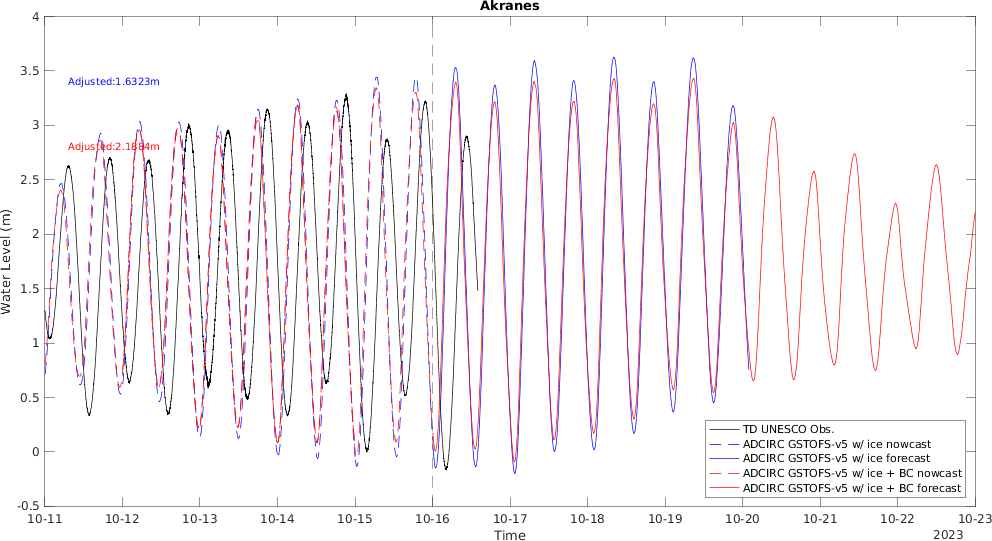 Akranes
4
3.5
3
2.5
2
1.5
1
0.5
0
-0.5
Water Level (m)
Adjusted:1.6323m
Adjusted:2.1884m
TD UNESCO Obs.
ADCIRC GSTOFS-v5 w/ ice nowcast
ADCIRC GSTOFS-v5 w/ ice forecast
ADCIRC GSTOFS-v5 w/ ice + BC nowcast
ADCIRC GSTOFS-v5 w/ ice + BC forecast
10-11 10-12 10-13 10-14 10-15 10-16 10-17 10-18 10-19 10-20 10-21 10-22 10-23
Time
2023